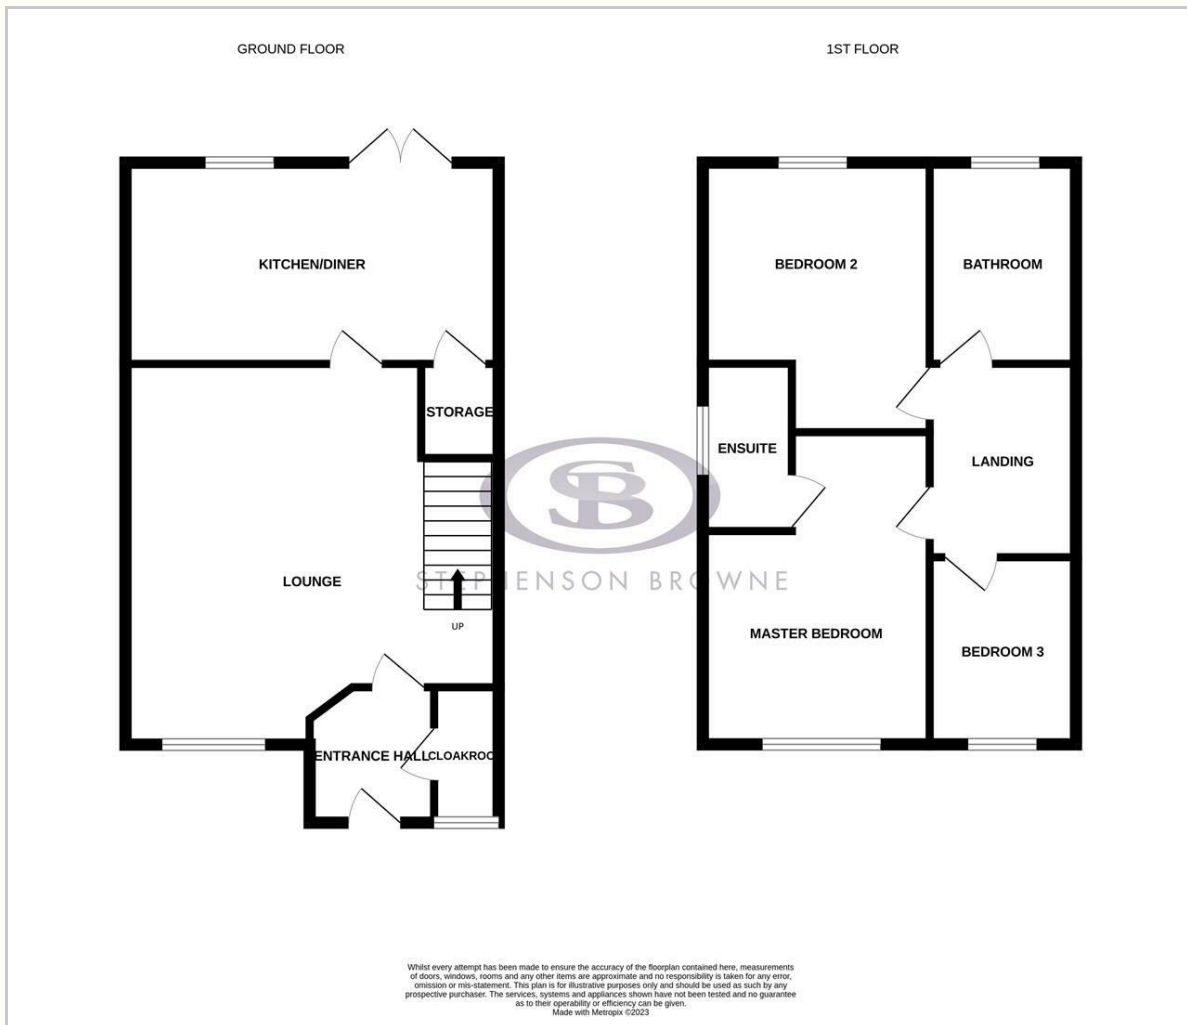 GROUND FLOOR
1ST FLOOR
KITCHEN/DINER
STORAGE
LOUNGE
UP
ENTRANCE HALL
CLOAKROO
BEDROOM 2
BATHROOM
ENSUITE
LANDING
MASTER BEDROOM
BEDROOM 3
SB
STEPHENSON BROWNE
Whilst every attempt has been made to ensure the accuracy of the floorplan contained here, measurements
of doors, windows, rooms and any other items are approximate and no responsibility is taken for any error,
omission or mis-statement. This plan is for illustrative purposes only and should be used as such by any
prospective purchaser. The services, systems and appliances shown have not been tested and no guarantee
as to their operability or efficiency can be given.
Made with Metropix ©2023